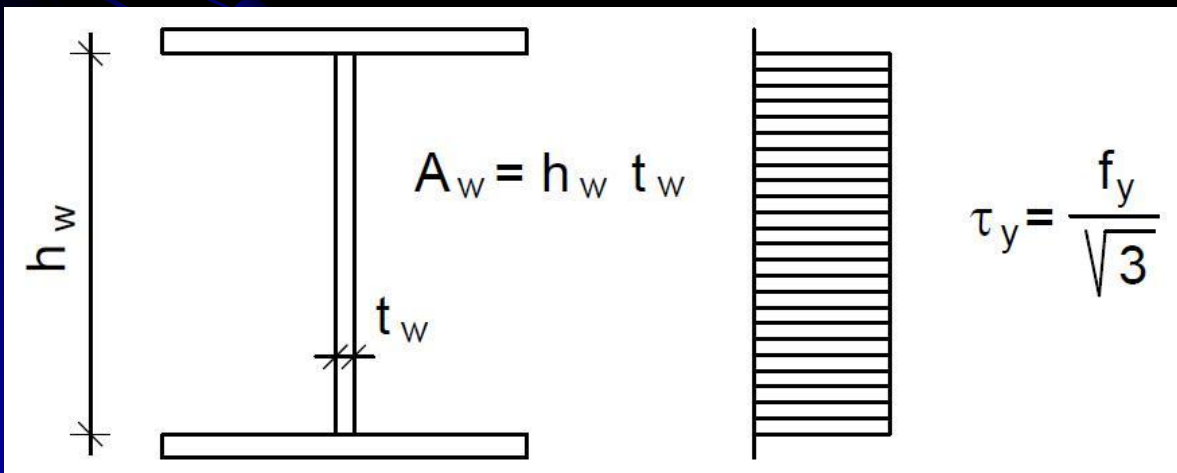 h w
A w = h w t w
t w
τ y = f y / √3